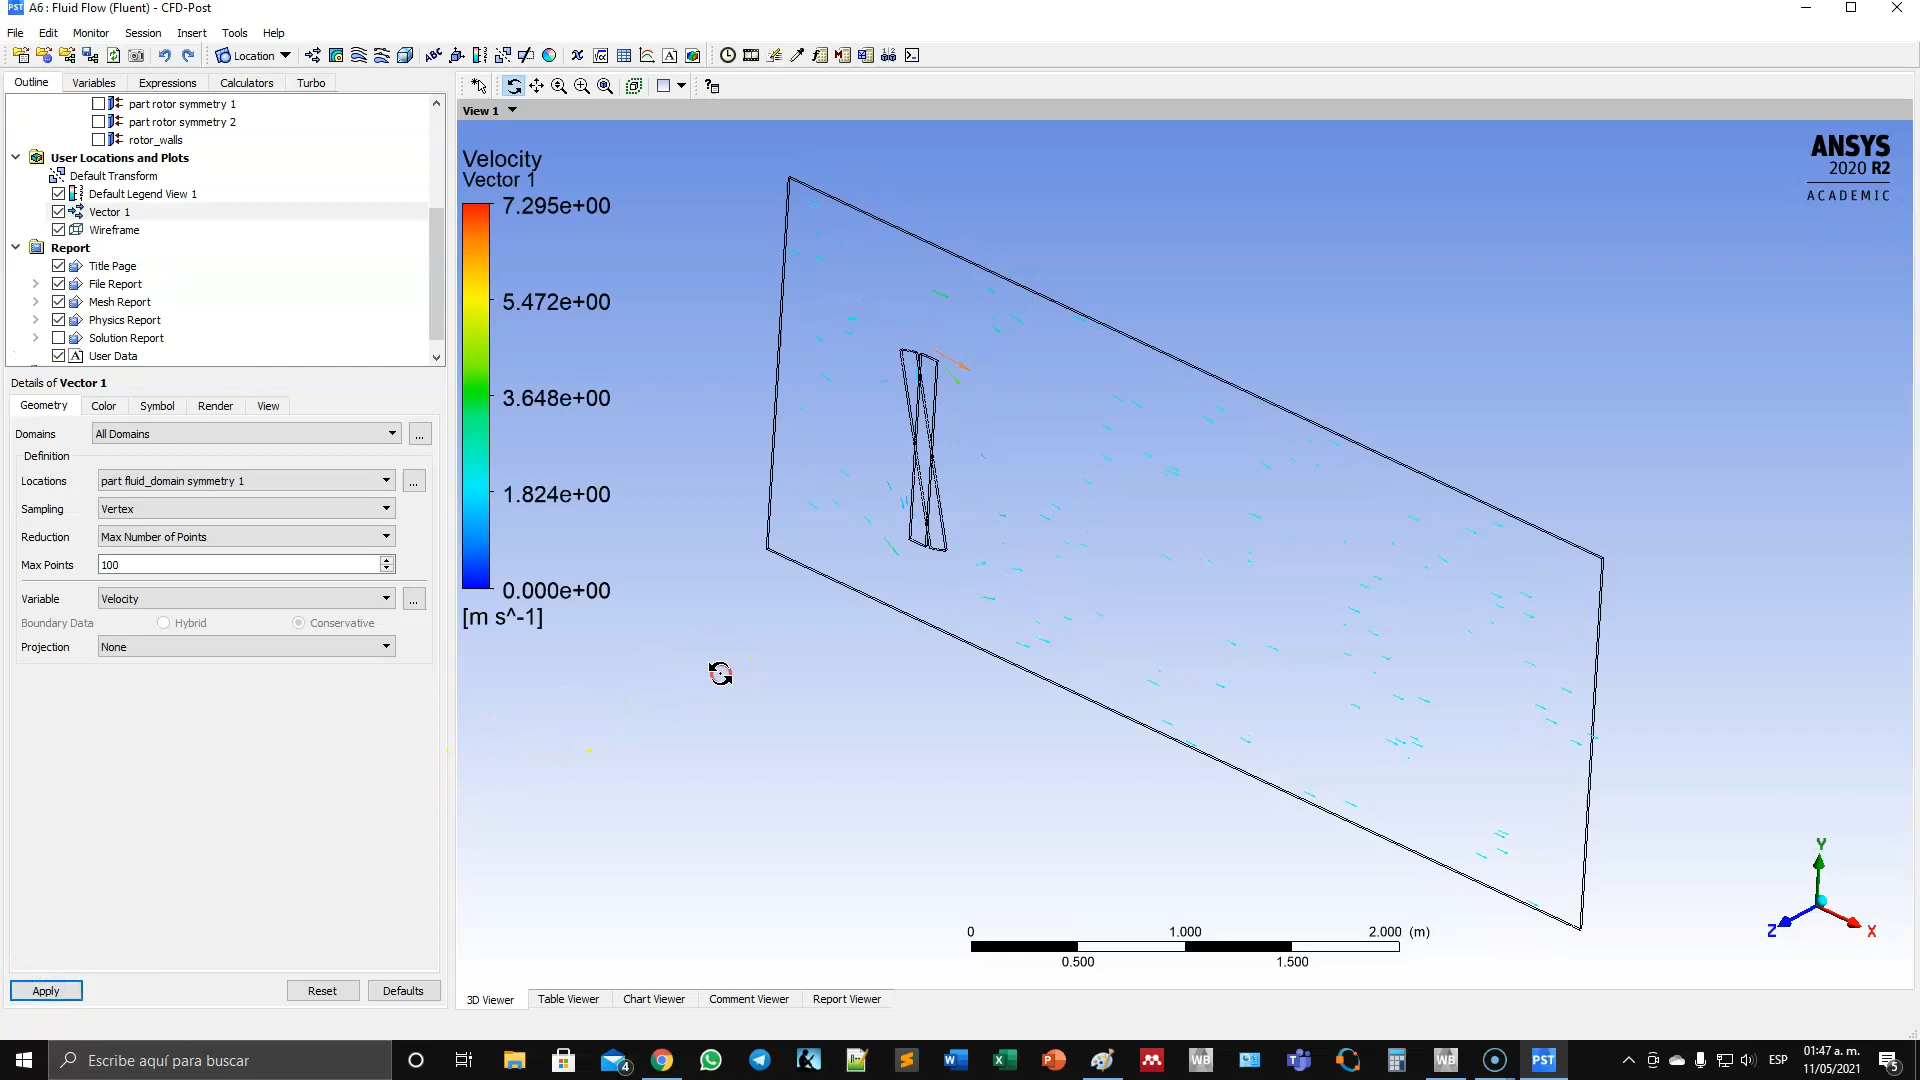 A6 : Fluid Flow (Fluent) - CFD-Post
File Edit Monitor Session Insert Tools Help
Location
Outline Variables Expressions Calculators Turbo
part rotor symmetry 1
part rotor symmetry 2
rotor_walls
User Locations and Plots
Default Transform
Default Legend View 1
Vector 1
Wireframe
Report
Title Page
File Report
Mesh Report
Physics Report
Solution Report
User Data
Details of Vector 1
Geometry Color Symbol Render View
Domains All Domains ...
Definition
Locations part fluid_domain symmetry 1 ...
Sampling Vertex
Reduction Max Number of Points
Max Points 100
Variable Velocity ...
Boundary Data Hybrid Conservative
Projection None
Apply Reset Defaults
View 1
Velocity
Vector 1
7.295e+00
5.472e+00
3.648e+00
1.824e+00
0.000e+00
[m s^-1]
ANSYS
2020 R2
ACADEMIC
0 1.000 2.000 (m)
0.500 1.500
Y
Z X
3D Viewer Table Viewer Chart Viewer Comment Viewer Report Viewer
Escribe aquí para buscar
4
WB
WB
PST
ESP
01:47 a. m.
11/05/2021
5